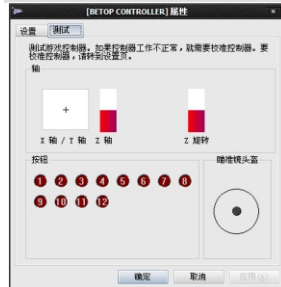 [BETOP CONTROLLER] 属性
设置 测试
测试游戏控制器。如果控制器工作不正常，就需要校准控制器。要
校准控制器，请转到设置页。
轴
X 轴 / Y 轴 Z 轴 Z 旋转
按钮 瞄准镜头盖
1 2 3 4 5 6 7 8
9 10 11 12
确定 取消 应用(A)